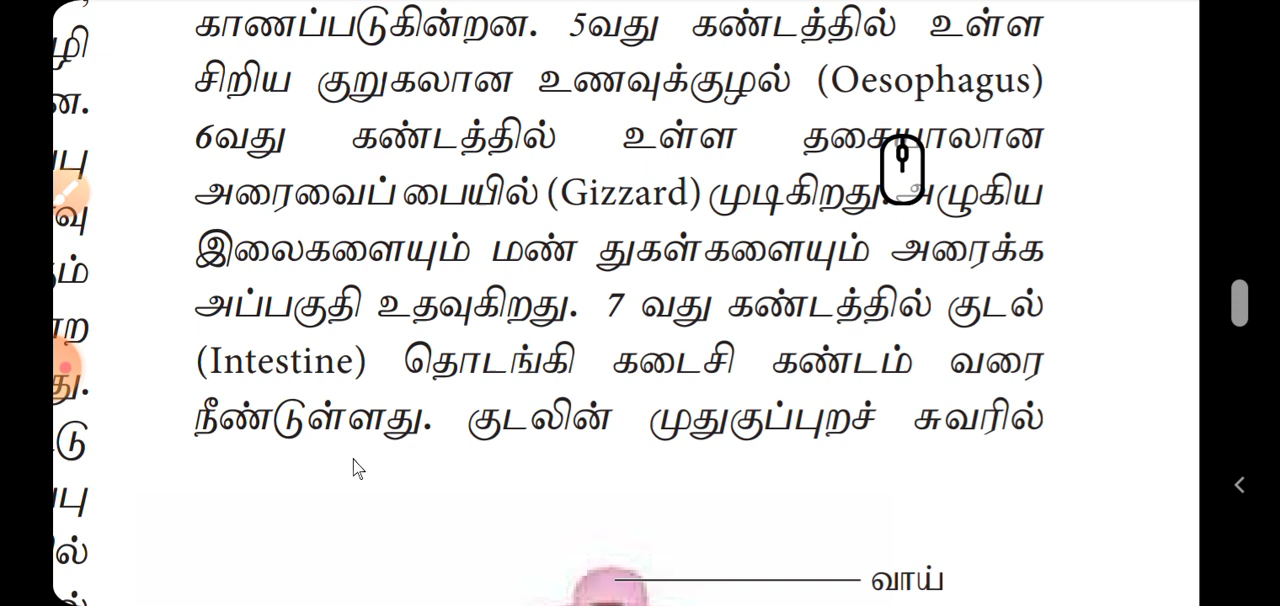 காணப்படுகின்றன. 5வது கண்டத்தில் உள்ள
சிறிய குறுகலான உணவுக்குழல் (Oesophagus)
6வது கண்டத்தில் உள்ள தசையாலான
அரைவைப் பையில் (Gizzard) முடிகிறது. அழுகிய
இலைகளையும் மண் துகள்களையும் அரைக்க
அப்பகுதி உதவுகிறது. 7 வது கண்டத்தில் குடல்
(Intestine) தொடங்கி கடைசி கண்டம் வரை
நீண்டுள்ளது. குடலின் முதுகுப்புறச் சுவரில்
வாய்